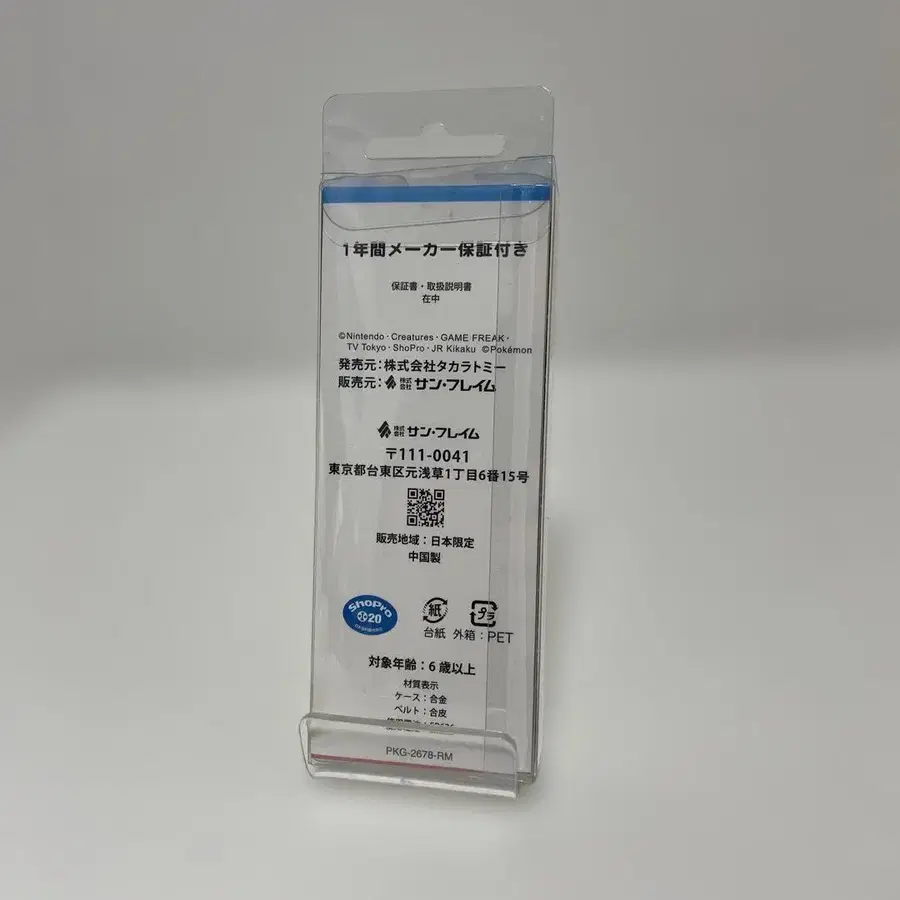 1年間メーカー保証付き
保証書・取扱説明書
在中
©Nintendo・Creatures・GAME FREAK・
TV Tokyo・ShoPro・JR Kikaku ©Pokémon
発売元：株式会社タカラトミー
販売元：株式会社 サン・フレイム
株式会社 サン・フレイム
〒111-0041
東京都台東区元浅草1丁目6番15号
販売地域：日本限定
中国製
ShoPro
20
紙 プラ
台紙 外箱：PET
対象年齢：6歳以上
材質表示
ケース：合金
ベルト：合皮
PKG-2678-RM